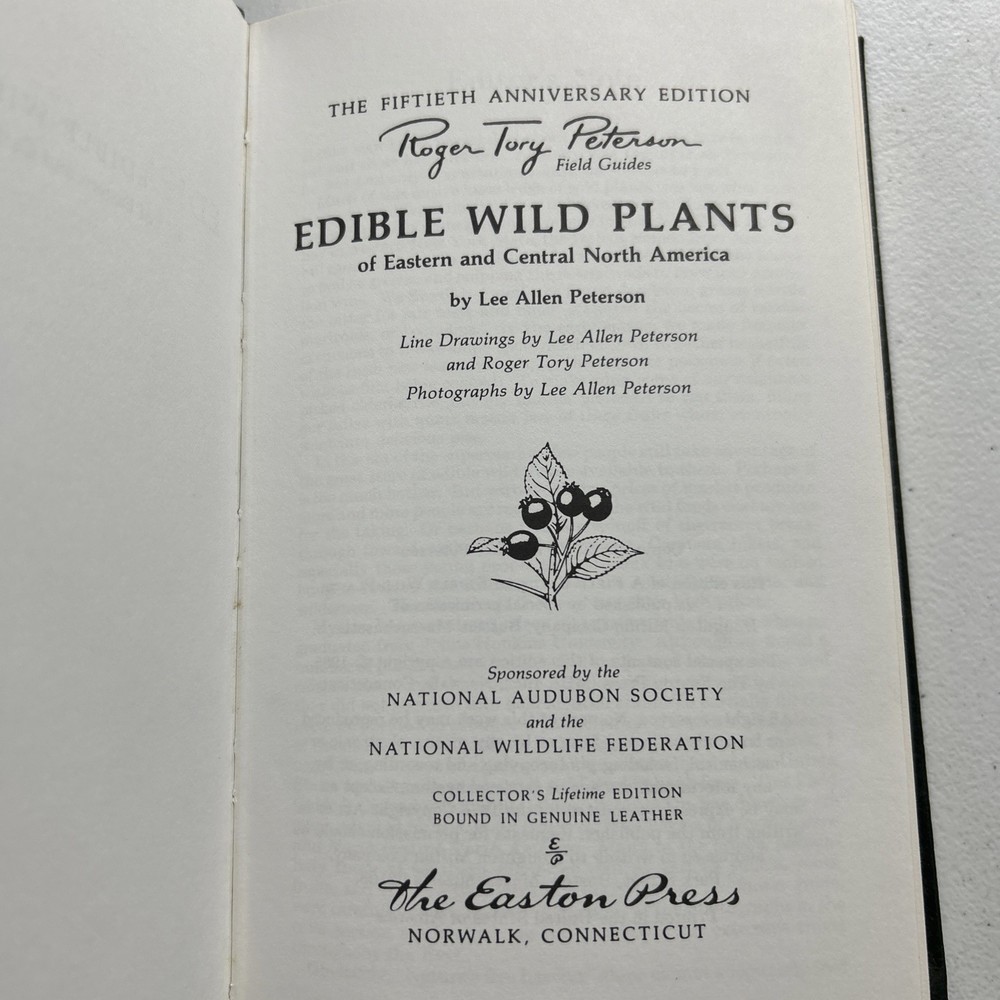 THE FIFTIETH ANNIVERSARY EDITION
Roger Tory Peterson
Field Guides
EDIBLE WILD PLANTS
of Eastern and Central North America
by Lee Allen Peterson
Line Drawings by Lee Allen Peterson
and Roger Tory Peterson
Photographs by Lee Allen Peterson
Sponsored by the
NATIONAL AUDUBON SOCIETY
and the
NATIONAL WILDLIFE FEDERATION
COLLECTOR'S Lifetime EDITION
BOUND IN GENUINE LEATHER
E
P
The Easton Press
NORWALK, CONNECTICUT